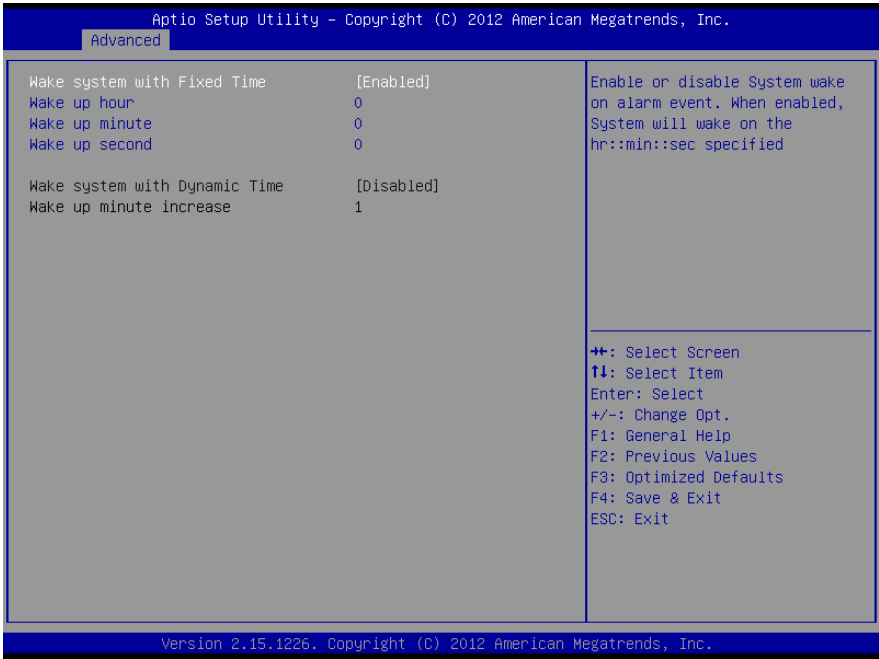 Aptio Setup Utility – Copyright (C) 2012 American Megatrends, Inc.
Advanced
Wake system with Fixed Time [Enabled]
Wake up hour 0
Wake up minute 0
Wake up second 0
Wake system with Dynamic Time [Disabled]
Wake up minute increase 1
Enable or disable System wake
on alarm event. When enabled,
System will wake on the
hr::min::sec specified
→←: Select Screen
↑↓: Select Item
Enter: Select
+/-: Change Opt.
F1: General Help
F2: Previous Values
F3: Optimized Defaults
F4: Save & Exit
ESC: Exit
Version 2.15.1226. Copyright (C) 2012 American Megatrends, Inc.